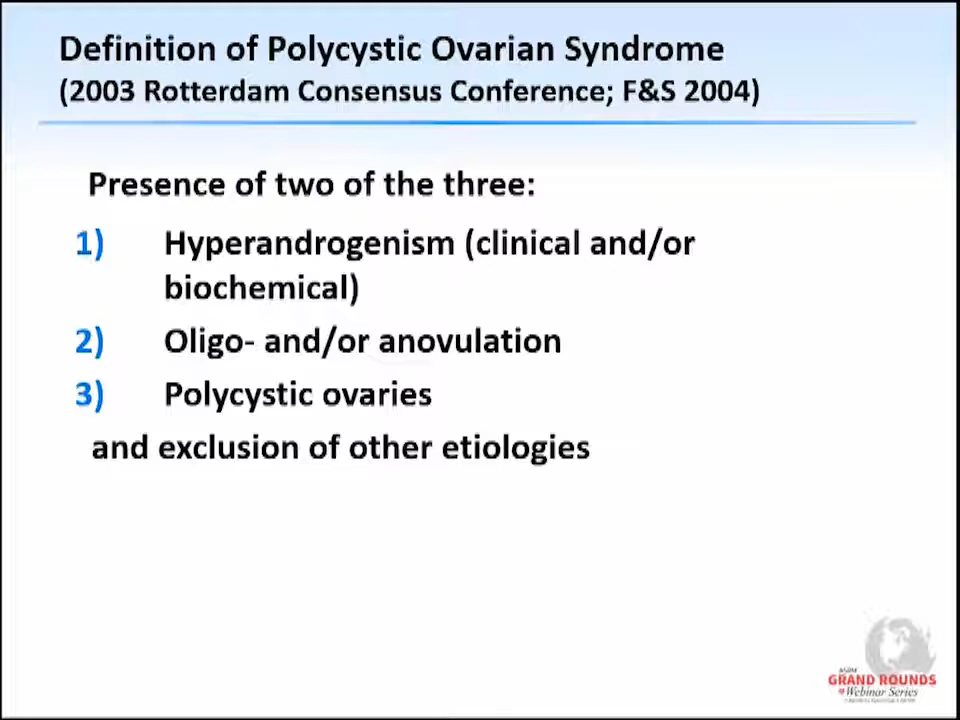 Definition of Polycystic Ovarian Syndrome
(2003 Rotterdam Consensus Conference; F&S 2004)
Presence of two of the three:
1) Hyperandrogenism (clinical and/or
biochemical)
2) Oligo- and/or anovulation
3) Polycystic ovaries
and exclusion of other etiologies
ASRM
GRAND ROUNDS
Webinar Series